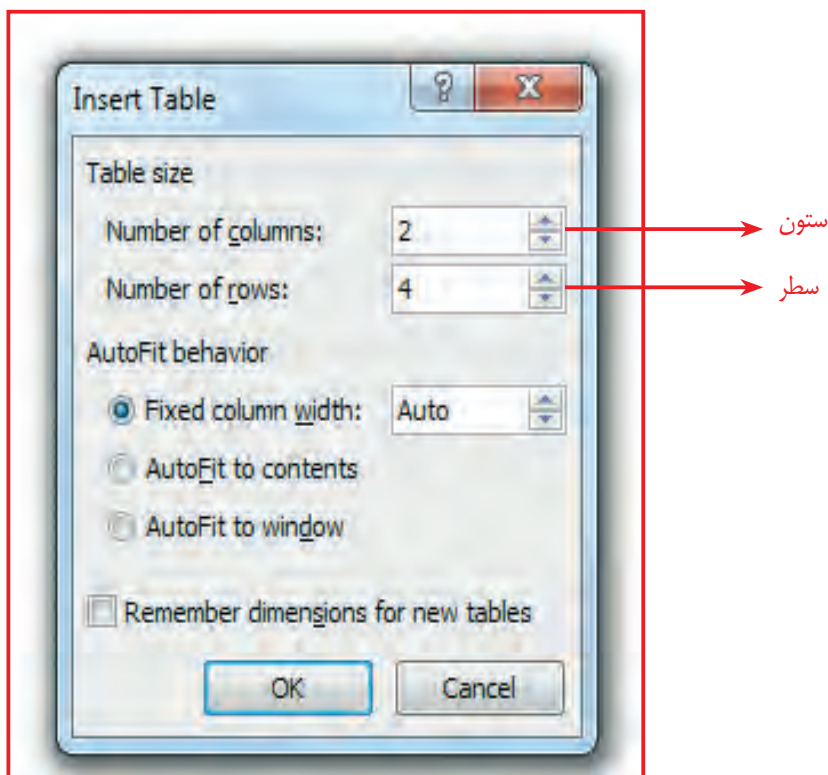 Insert Table
Table size
Number of columns: 2 ستون
Number of rows: 4 سطر
AutoFit behavior
Fixed column width: Auto
AutoFit to contents
AutoFit to window
Remember dimensions for new tables
OK Cancel